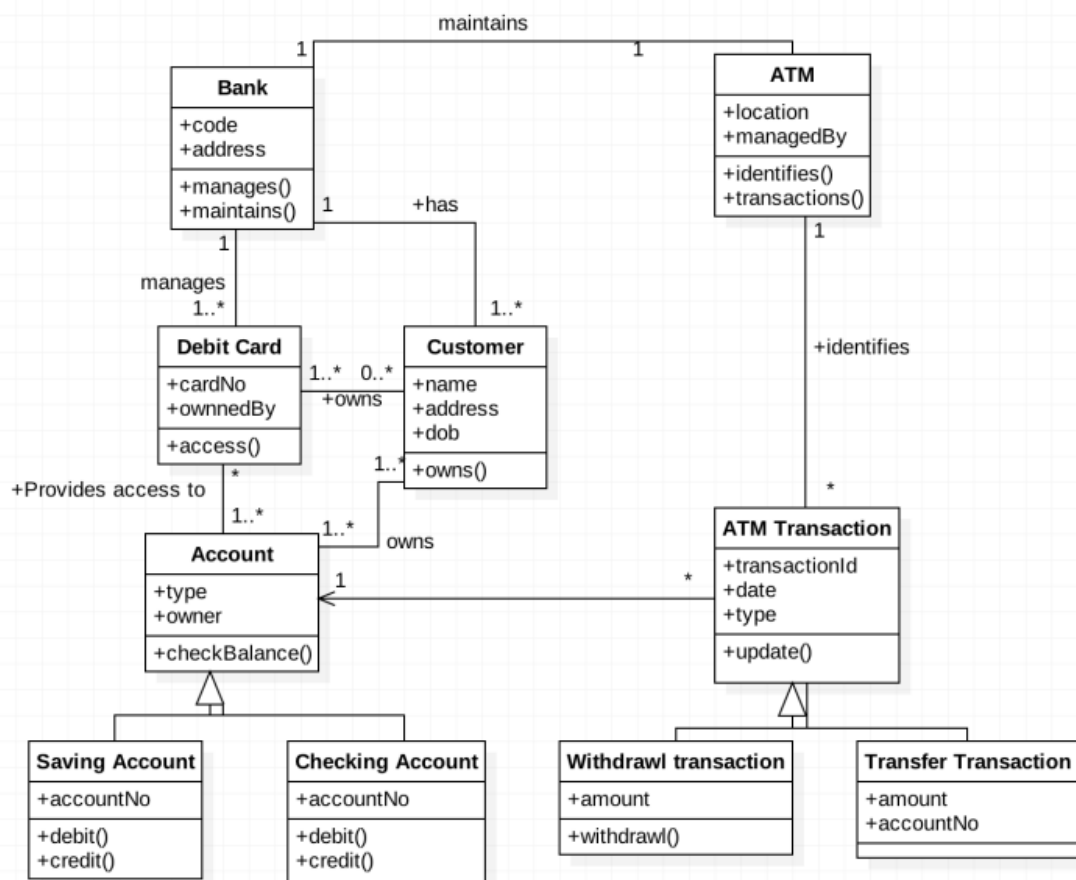 maintains
1
1
Bank
+code
+address
+manages()
+maintains()
ATM
+location
+managedBy
+identifies()
+transactions()
1
+has
1
1
manages
1..*
1..*
+identifies
Debit Card
+cardNo
+ownnedBy
+access()
1..*
0..*
+owns
Customer
+name
+address
+dob
+owns()
*
+Provides access to
1..*
1..*
1..*
owns
*
Account
+type
+owner
+checkBalance()
1
*
ATM Transaction
+transactionId
+date
+type
+update()
Saving Account
+accountNo
+debit()
+credit()
Checking Account
+accountNo
+debit()
+credit()
Withdrawl transaction
+amount
+withdrawl()
Transfer Transaction
+amount
+accountNo